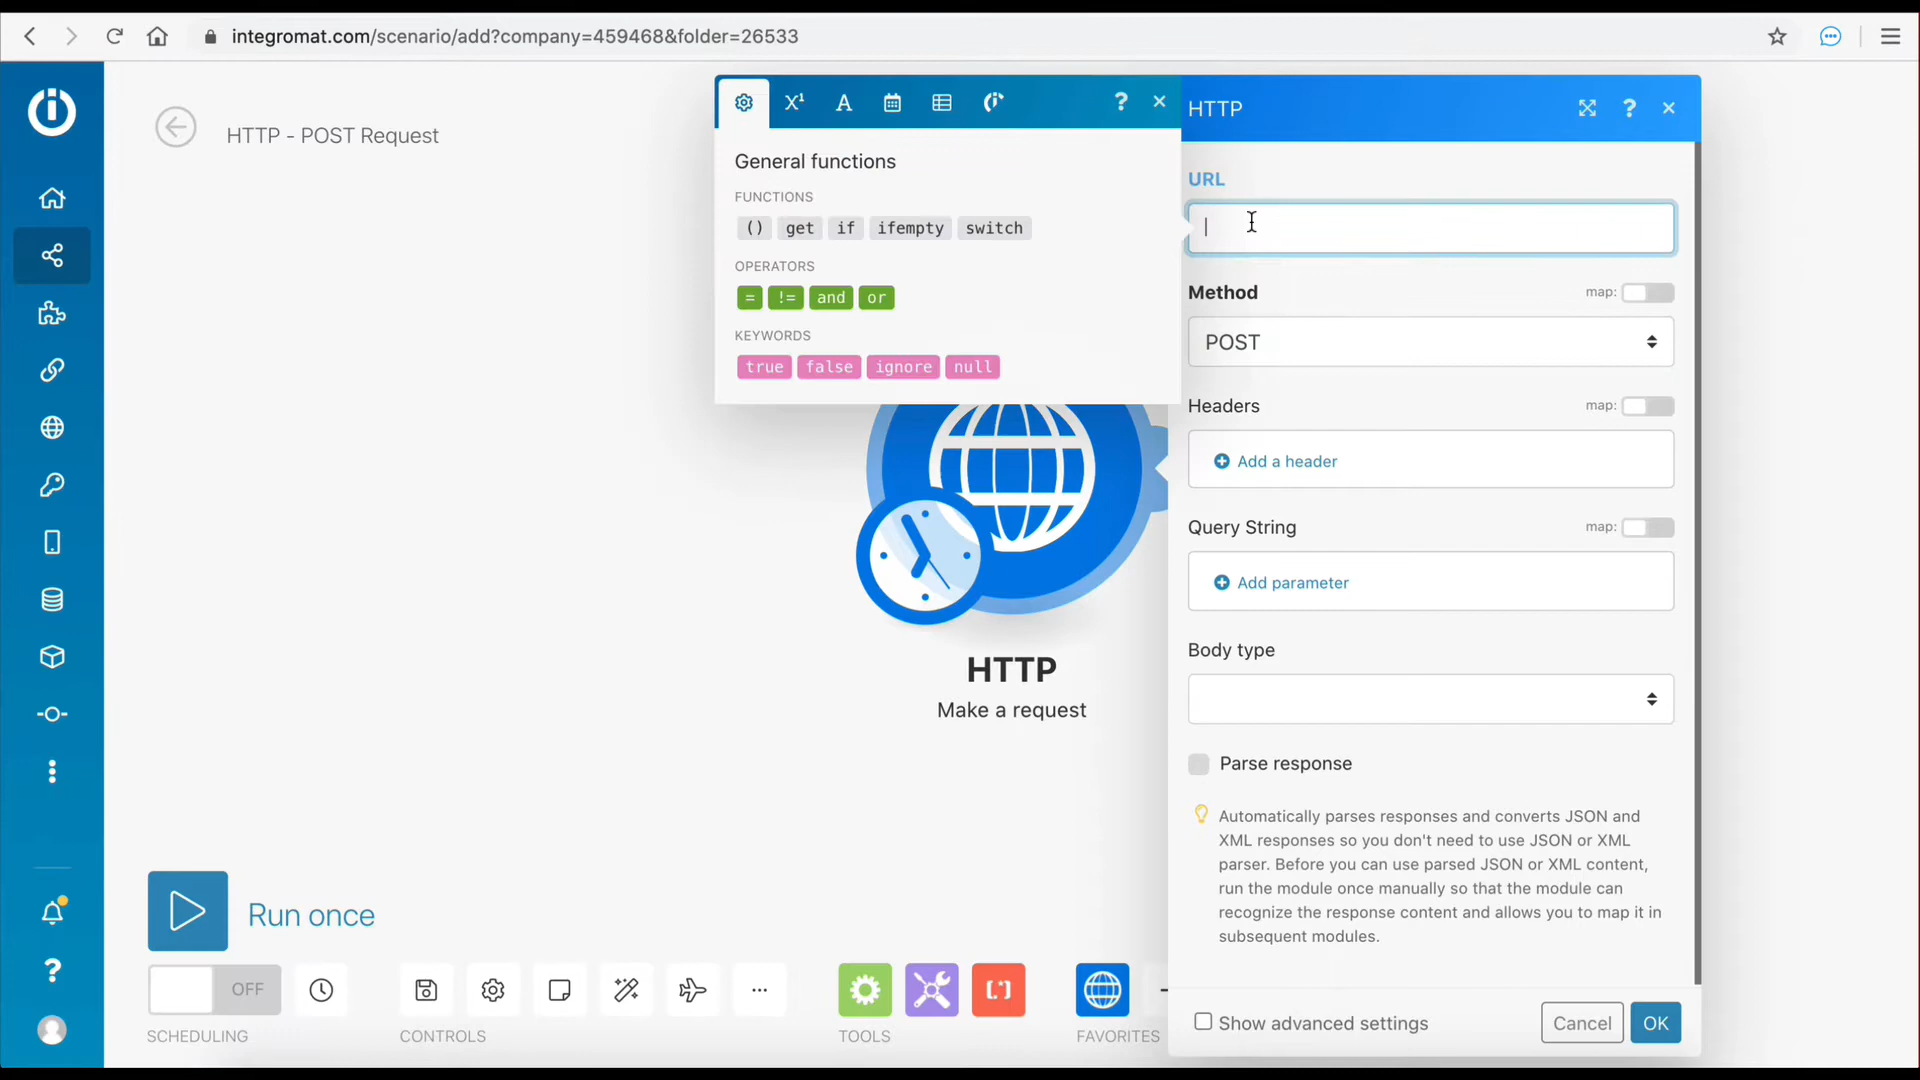 integromat.com/scenario/add?company=459468&folder=26533
HTTP - POST Request
General functions
FUNCTIONS
() get if ifempty switch
OPERATORS
= != and or
KEYWORDS
true false ignore null
HTTP
URL
Method
map:
POST
Headers
map:
Add a header
Query String
map:
Add parameter
Body type
Parse response
Automatically parses responses and converts JSON and
XML responses so you don't need to use JSON or XML
parser. Before you can use parsed JSON or XML content,
run the module once manually so that the module can
recognize the response content and allows you to map it in
subsequent modules.
Show advanced settings
Cancel
OK
HTTP
Make a request
Run once
OFF
SCHEDULING
CONTROLS
TOOLS
FAVORITES